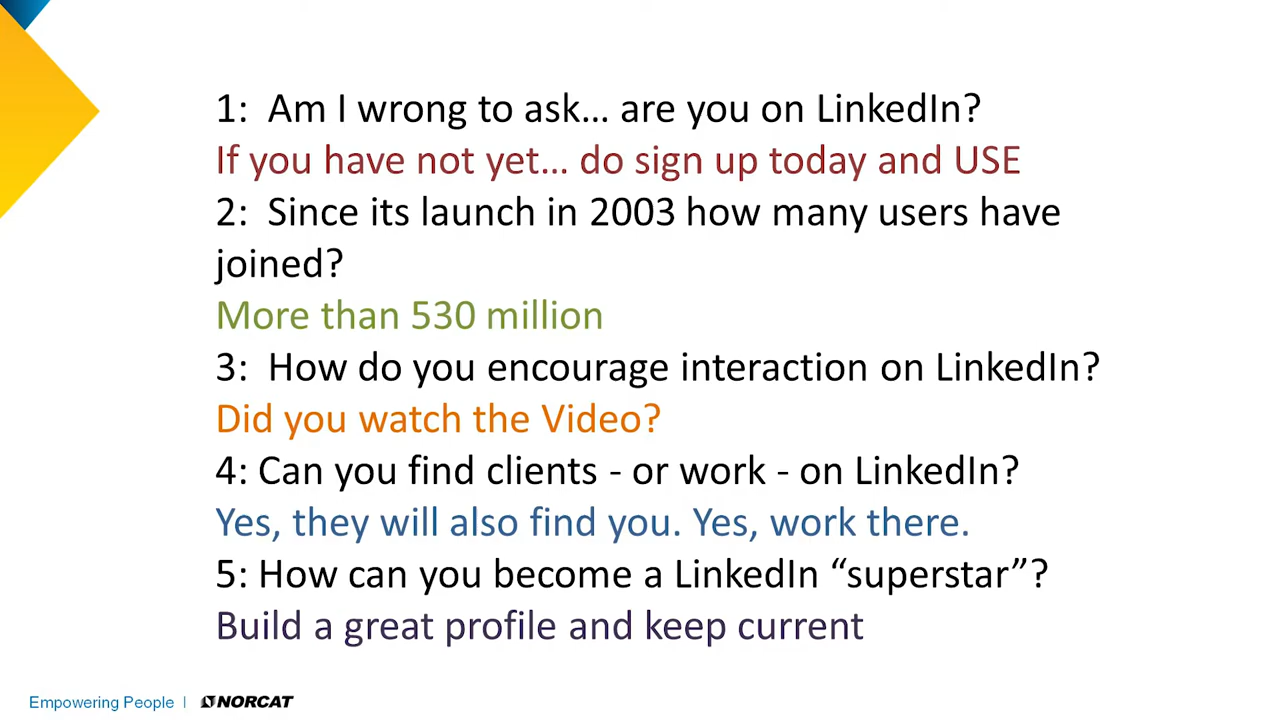 1:  Am I wrong to ask… are you on LinkedIn?
If you have not yet… do sign up today and USE
2:  Since its launch in 2003 how many users have
joined?
More than 530 million
3:  How do you encourage interaction on LinkedIn?
Did you watch the Video?
4: Can you find clients - or work - on LinkedIn?
Yes, they will also find you. Yes, work there.
5: How can you become a LinkedIn “superstar”?
Build a great profile and keep current
Empowering People | NORCAT